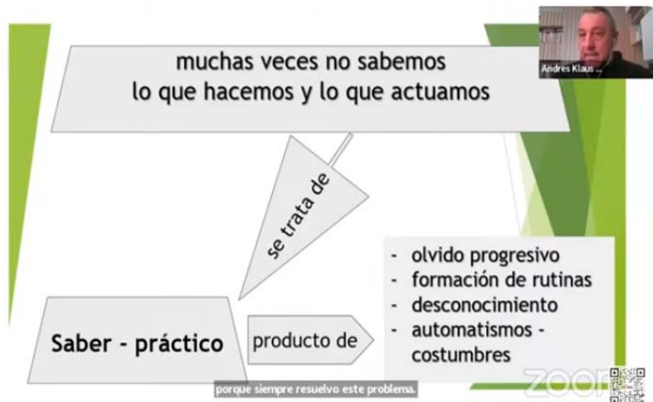 muchas veces no sabemos
lo que hacemos y lo que actuamos
Andres Klaus ...
se trata de
- olvido progresivo
- formación de rutinas
- desconocimiento
- automatismos -
costumbres
Saber - práctico
producto de
porque siempre resuelvo este problema.
zoom